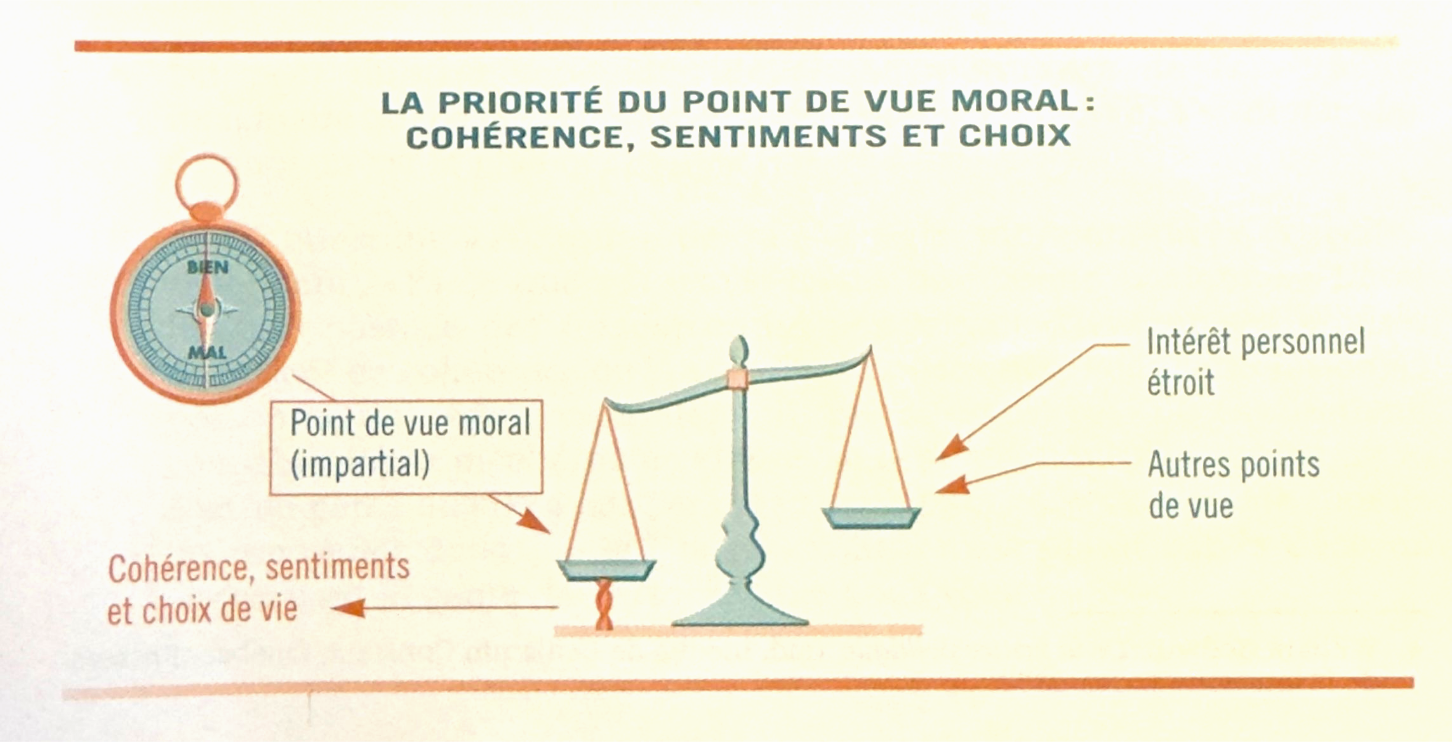 LA PRIORITÉ DU POINT DE VUE MORAL :
COHÉRENCE, SENTIMENTS ET CHOIX
BIEN
MAL
Point de vue moral
(impartial)
Intérêt personnel
étroit
Autres points
de vue
Cohérence, sentiments
et choix de vie